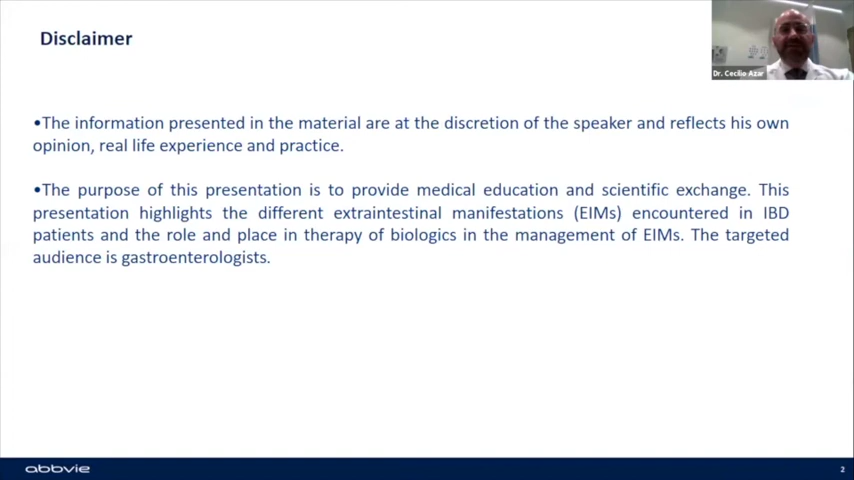 Disclaimer
Dr. Cecilio Azar
•The information presented in the material are at the discretion of the speaker and reflects his own
opinion, real life experience and practice.
•The purpose of this presentation is to provide medical education and scientific exchange. This
presentation highlights the different extraintestinal manifestations (EIMs) encountered in IBD
patients and the role and place in therapy of biologics in the management of EIMs. The targeted
audience is gastroenterologists.
abbvie
2